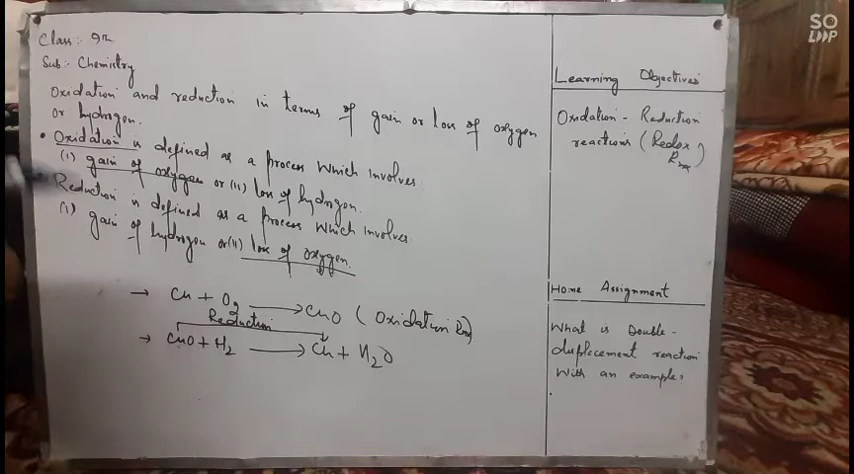 Class:- 9th
Sub:- Chemistry
Oxidation and reduction in terms of gain or loss of oxygen
or hydrogen.
• Oxidation is defined as a process which involves
(i) gain of oxygen or (ii) loss of hydrogen.
Reduction is defined as a process which involves
(i) gain of hydrogen or (ii) loss of oxygen.
→ Cu + O2 → CuO ( Oxidation Rxn)
Reduction
→ CuO + H2 → Cu + H2O
Learning Objectives
Oxidation - Reduction
reactions (Redox
Rxn)
Home Assignment
What is Double-
displacement reaction
with an example.
SO
LOOP